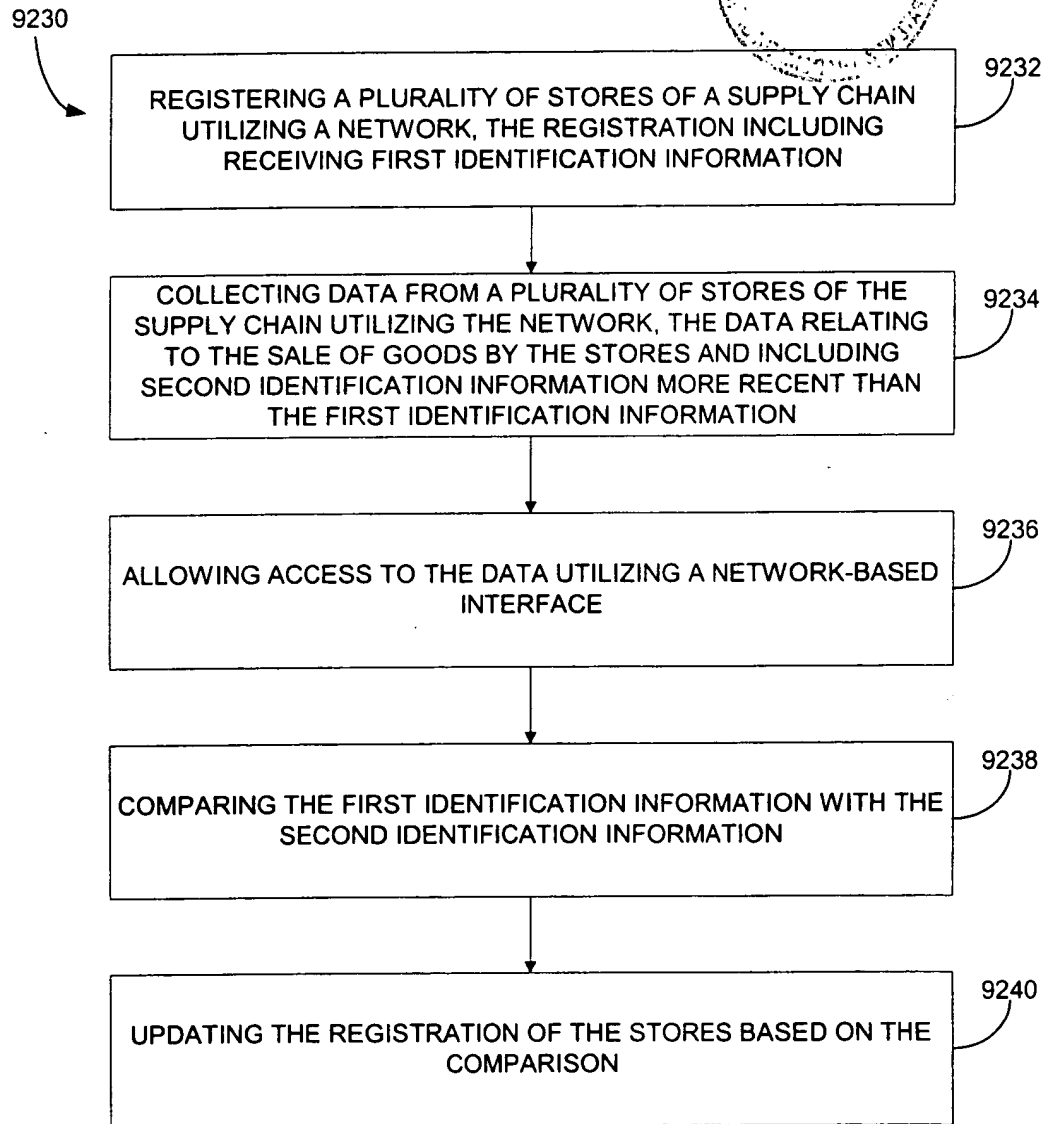 9230
9232
REGISTERING A PLURALITY OF STORES OF A SUPPLY CHAIN
UTILIZING A NETWORK, THE REGISTRATION INCLUDING
RECEIVING FIRST IDENTIFICATION INFORMATION
9234
COLLECTING DATA FROM A PLURALITY OF STORES OF THE
SUPPLY CHAIN UTILIZING THE NETWORK, THE DATA RELATING
TO THE SALE OF GOODS BY THE STORES AND INCLUDING
SECOND IDENTIFICATION INFORMATION MORE RECENT THAN
THE FIRST IDENTIFICATION INFORMATION
9236
ALLOWING ACCESS TO THE DATA UTILIZING A NETWORK-BASED
INTERFACE
9238
COMPARING THE FIRST IDENTIFICATION INFORMATION WITH THE
SECOND IDENTIFICATION INFORMATION
9240
UPDATING THE REGISTRATION OF THE STORES BASED ON THE
COMPARISON